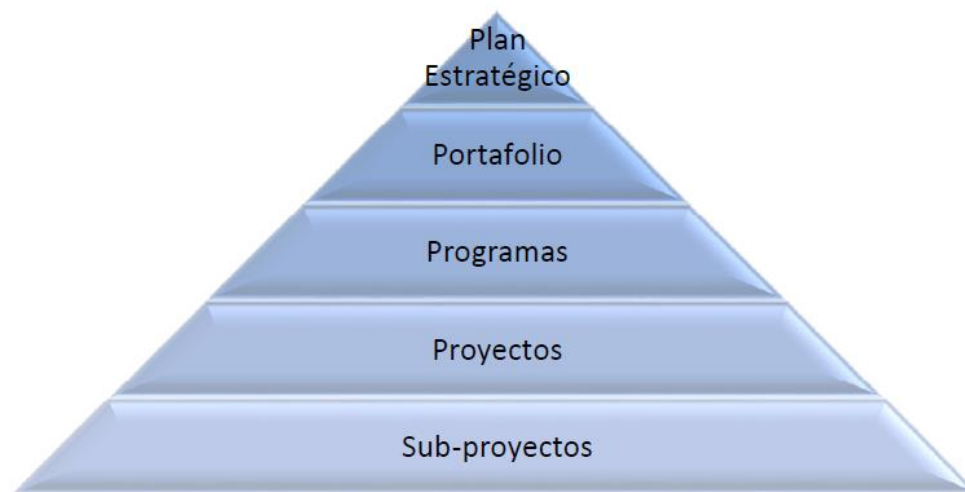 Plan
Estratégico
Portafolio
Programas
Proyectos
Sub-proyectos